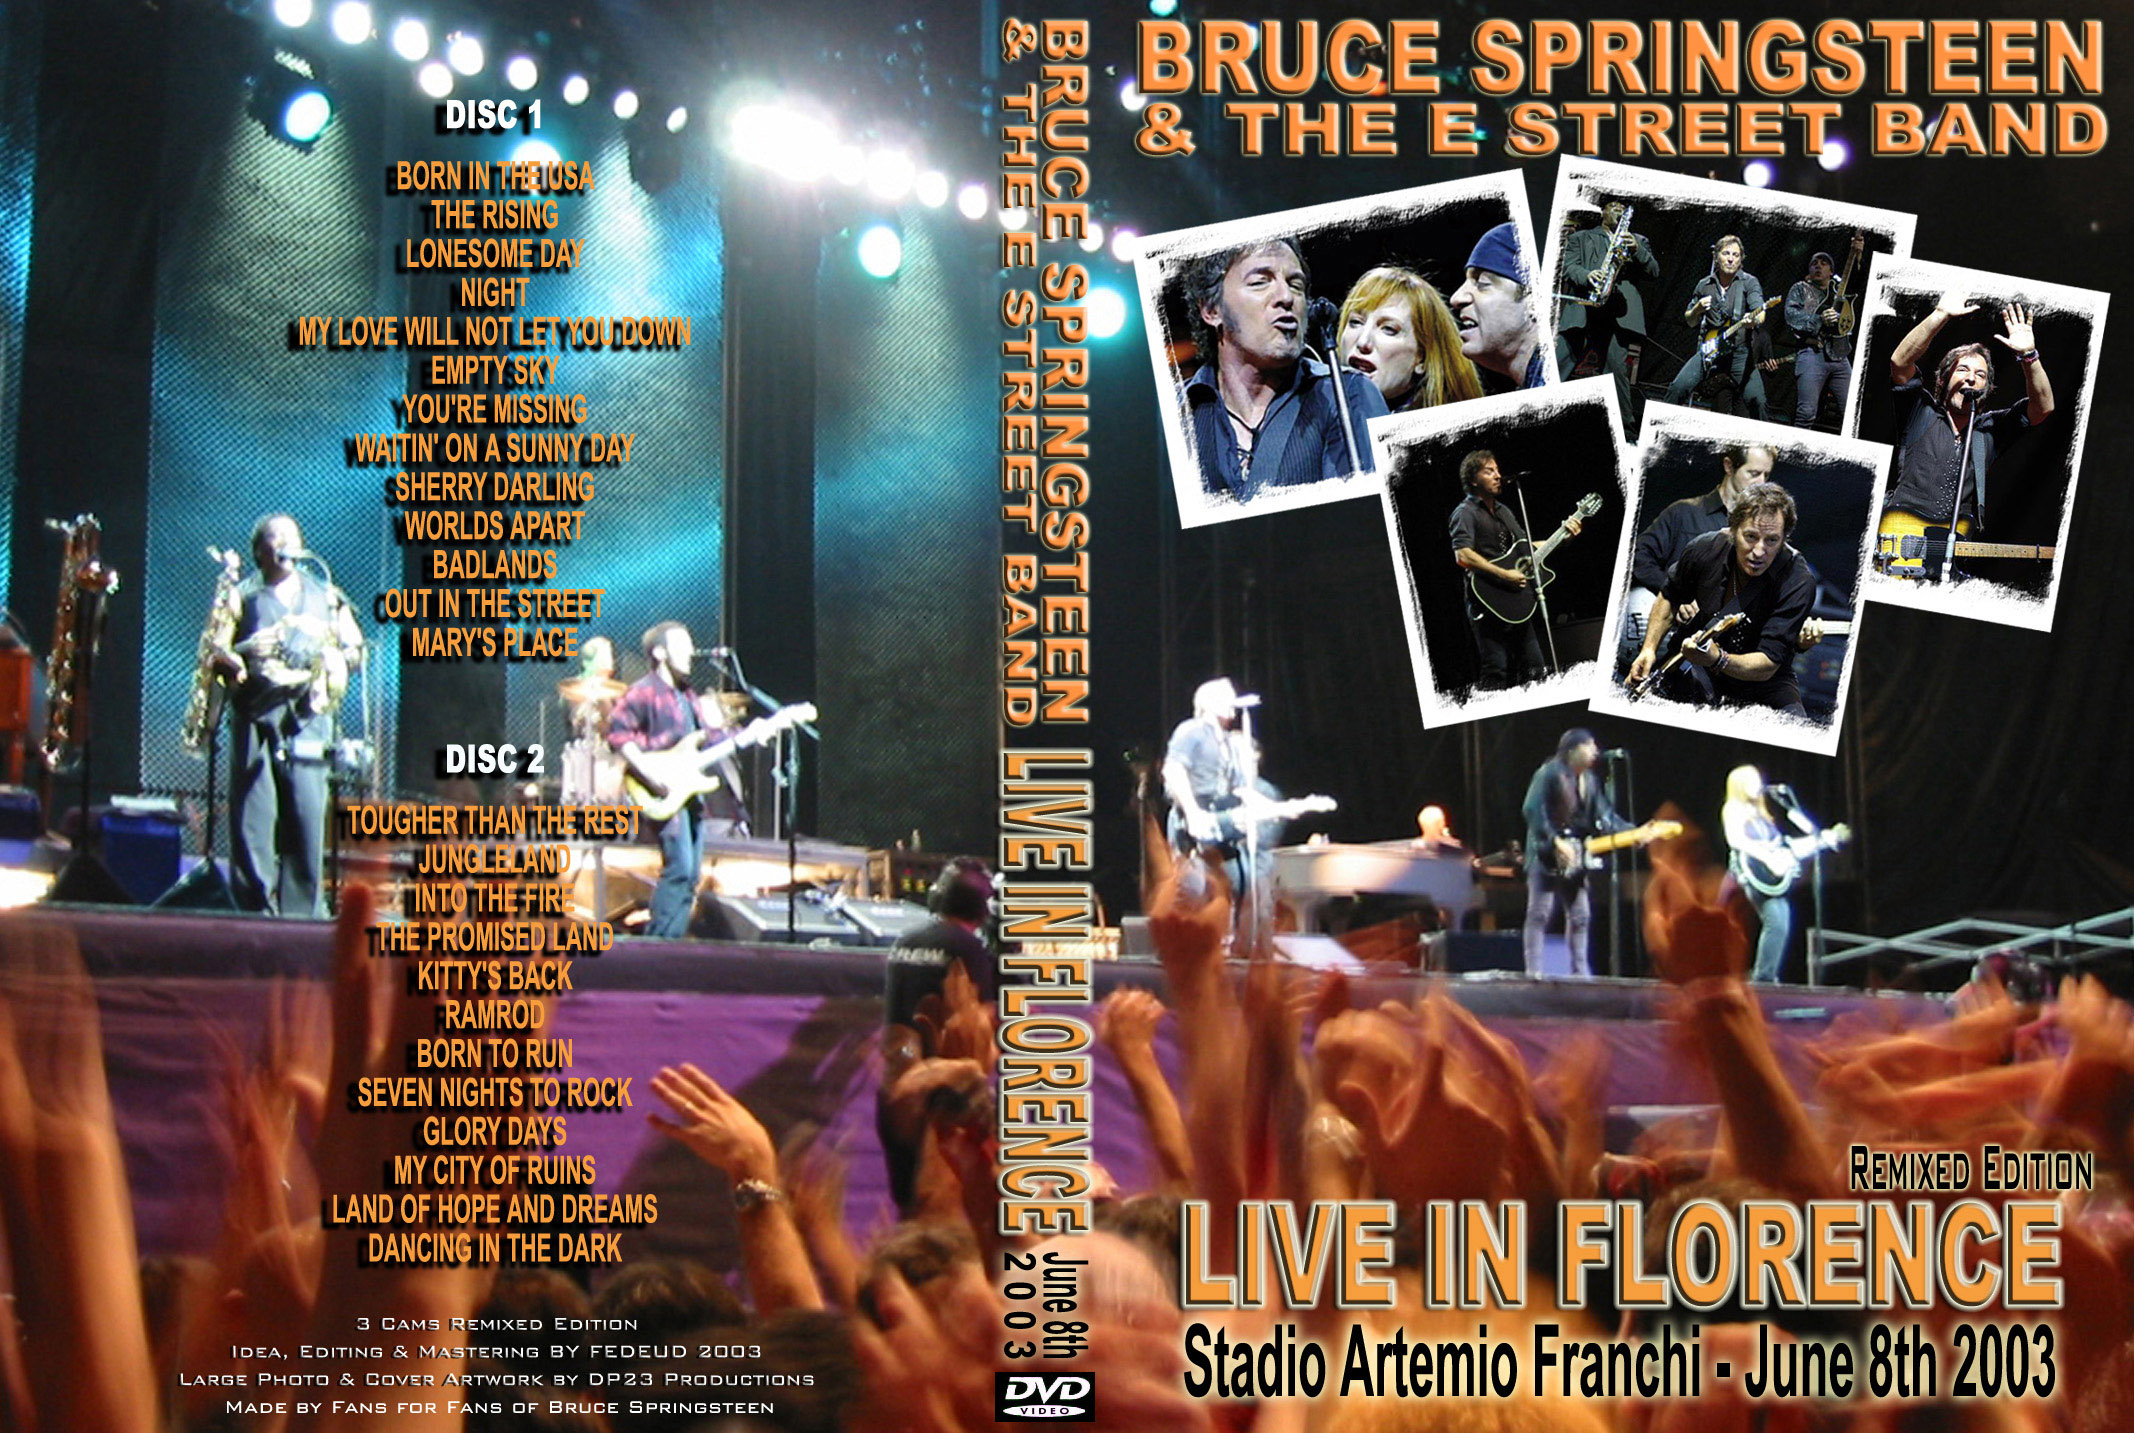 DISC 1
BORN IN THE USA
THE RISING
LONESOME DAY
NIGHT
MY LOVE WILL NOT LET YOU DOWN
EMPTY SKY
YOU'RE MISSING
WAITIN' ON A SUNNY DAY
SHERRY DARLING
WORLDS APART
BADLANDS
OUT IN THE STREET
MARY'S PLACE
DISC 2
TOUGHER THAN THE REST
JUNGLELAND
INTO THE FIRE
THE PROMISED LAND
KITTY'S BACK
RAMROD
BORN TO RUN
SEVEN NIGHTS TO ROCK
GLORY DAYS
MY CITY OF RUINS
LAND OF HOPE AND DREAMS
DANCING IN THE DARK
3 CAMS REMIXED EDITION
IDEA, EDITING & MASTERING BY FEDEUD 2003
LARGE PHOTO & COVER ARTWORK BY DP23 PRODUCTIONS
MADE BY FANS FOR FANS OF BRUCE SPRINGSTEEN
CREW
BRUCE SPRINGSTEEN
& THE E STREET BAND
LIVE IN FLORENCE
June 8th
2003
DVD
VIDEO
BRUCE SPRINGSTEEN
& THE E STREET BAND
REMIXED EDITION
LIVE IN FLORENCE
Stadio Artemio Franchi - June 8th 2003